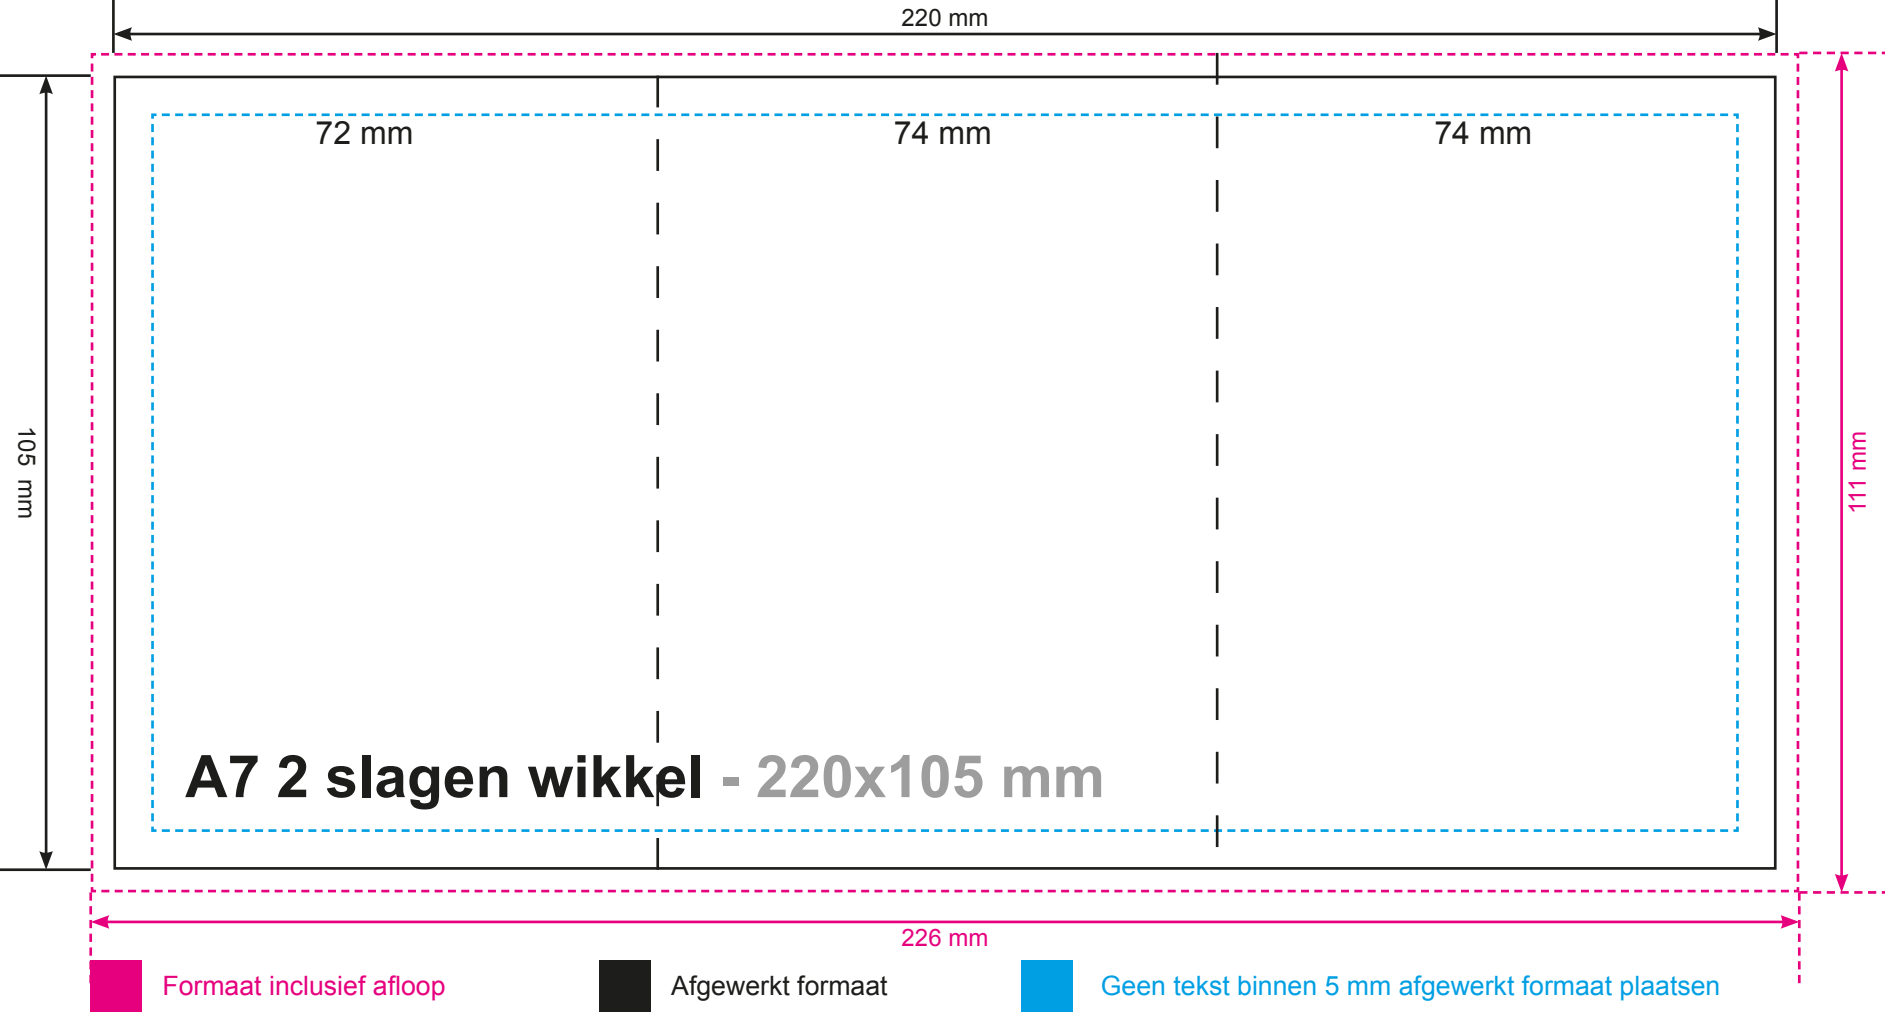 220 mm
72 mm
74 mm
74 mm
105 mm
111 mm
A7 2 slagen wikkel - 220x105 mm
226 mm
Formaat inclusief afloop
Afgewerkt formaat
Geen tekst binnen 5 mm afgewerkt formaat plaatsen